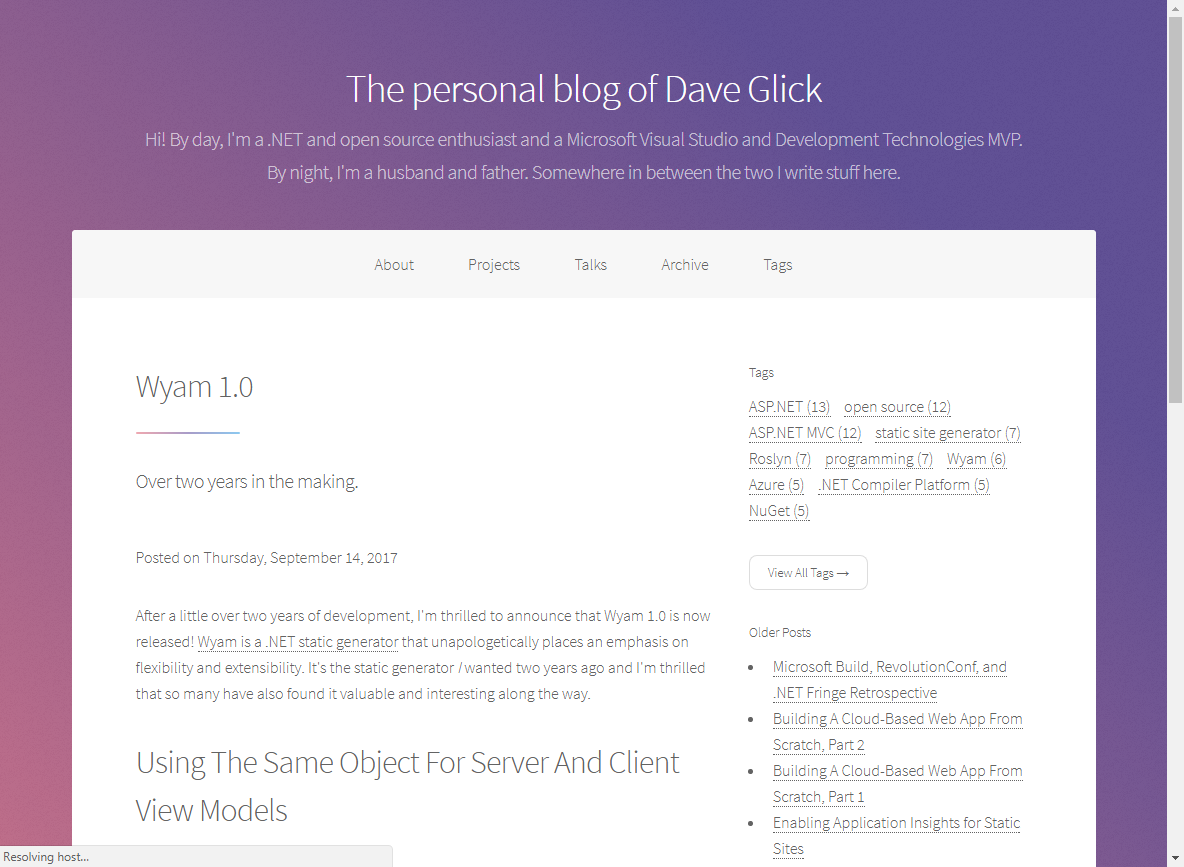 The personal blog of Dave Glick
Hi! By day, I'm a .NET and open source enthusiast and a Microsoft Visual Studio and Development Technologies MVP.
By night, I'm a husband and father. Somewhere in between the two I write stuff here.
About
Projects
Talks
Archive
Tags
Wyam 1.0
Over two years in the making.
Posted on Thursday, September 14, 2017
After a little over two years of development, I'm thrilled to announce that Wyam 1.0 is now
released! Wyam is a .NET static generator that unapologetically places an emphasis on
flexibility and extensibility. It's the static generator I wanted two years ago and I'm thrilled
that so many have also found it valuable and interesting along the way.
Using The Same Object For Server And Client
View Models
Tags
ASP.NET (13) open source (12)
ASP.NET MVC (12) static site generator (7)
Roslyn (7) programming (7) Wyam (6)
Azure (5) .NET Compiler Platform (5)
NuGet (5)
View All Tags →
Older Posts
Microsoft Build, RevolutionConf, and
.NET Fringe Retrospective
Building A Cloud-Based Web App From
Scratch, Part 2
Building A Cloud-Based Web App From
Scratch, Part 1
Enabling Application Insights for Static
Sites
Resolving host...